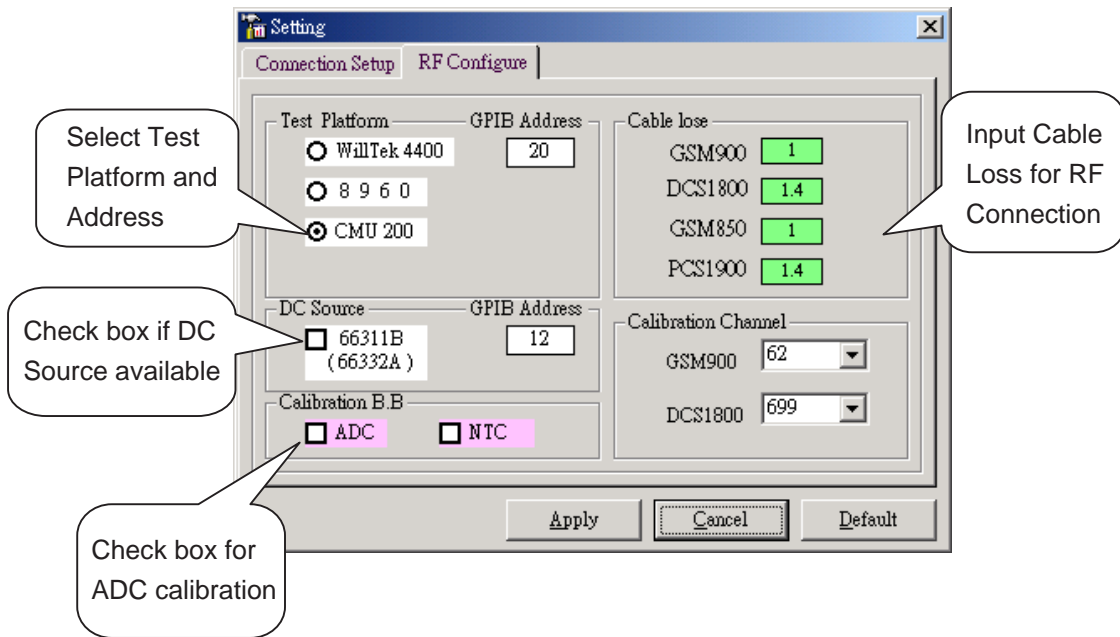 Setting
Connection Setup
RF Configure
Select Test
Platform and
Address
Test Platform
GPIB Address
WillTek 4400
20
8 9 6 0
CMU 200
Cable lose
GSM900
1
DCS1800
1.4
GSM850
1
PCS1900
1.4
Input Cable
Loss for RF
Connection
Check box if DC
Source available
DC Source
GPIB Address
66311B
(66332A)
12
Calibration Channel
GSM900
62
DCS1800
699
Calibration B.B
ADC
NTC
Check box for
ADC calibration
Apply
Cancel
Default